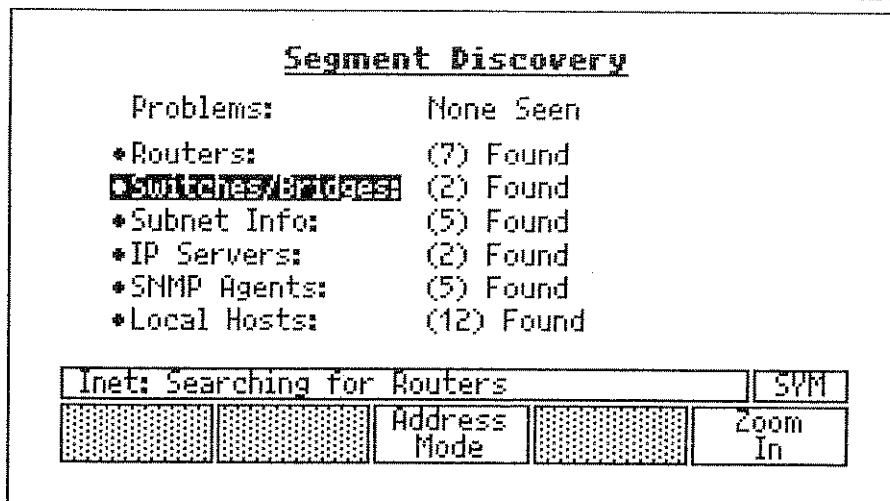 Segment Discovery
Problems: None Seen
•Routers: (7) Found
•Switches/Bridges: (2) Found
•Subnet Info: (5) Found
•IP Servers: (2) Found
•SNMP Agents: (5) Found
•Local Hosts: (12) Found
Inet: Searching for Routers SYM
Address Mode
Zoom In